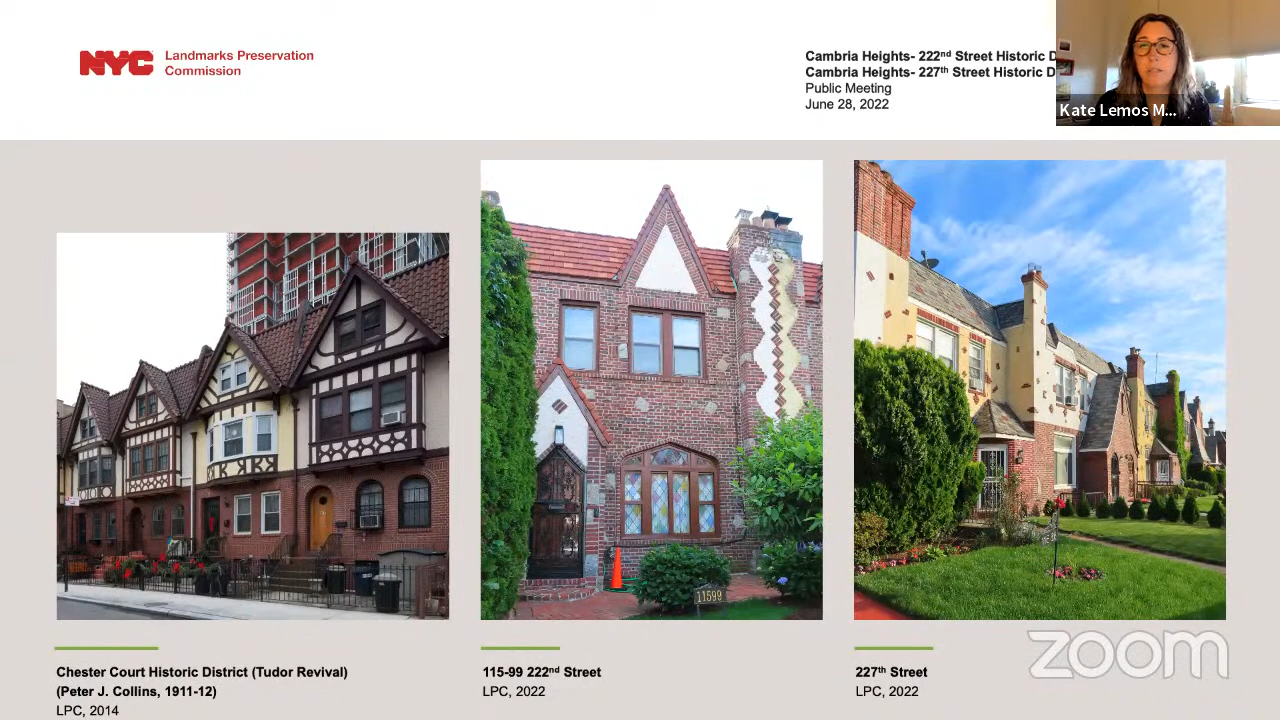 NYC Landmarks Preservation
Commission
Cambria Heights- 222nd Street Historic D
Cambria Heights- 227th Street Historic D
Public Meeting
June 28, 2022
Kate Lemos M...
11599
zoom
Chester Court Historic District (Tudor Revival)
(Peter J. Collins, 1911-12)
LPC, 2014
115-99 222nd Street
LPC, 2022
227th Street
LPC, 2022